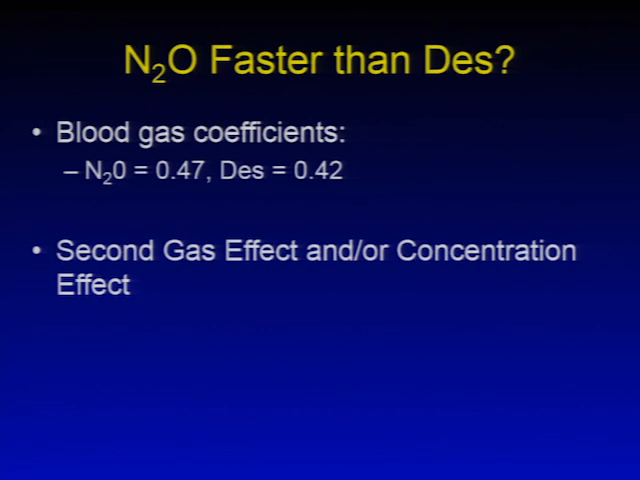 N₂O Faster than Des?
• Blood gas coefficients:
– N₂0 = 0.47, Des = 0.42
• Second Gas Effect and/or Concentration
Effect